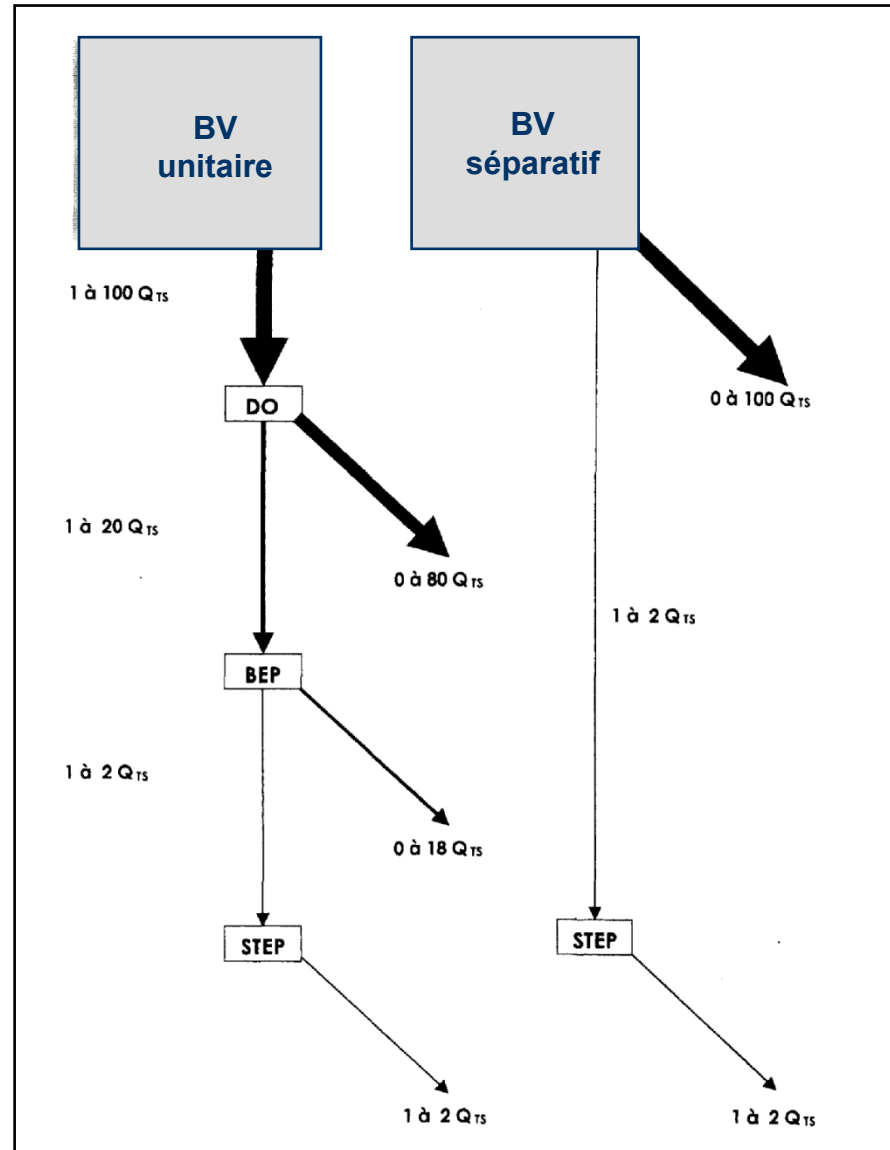 BV
unitaire
BV
séparatif
1 à 100 QTS
DO
0 à 100 QTS
1 à 20 QTS
0 à 80 QTS
1 à 2 QTS
BEP
1 à 2 QTS
0 à 18 QTS
STEP
STEP
1 à 2 QTS
1 à 2 QTS